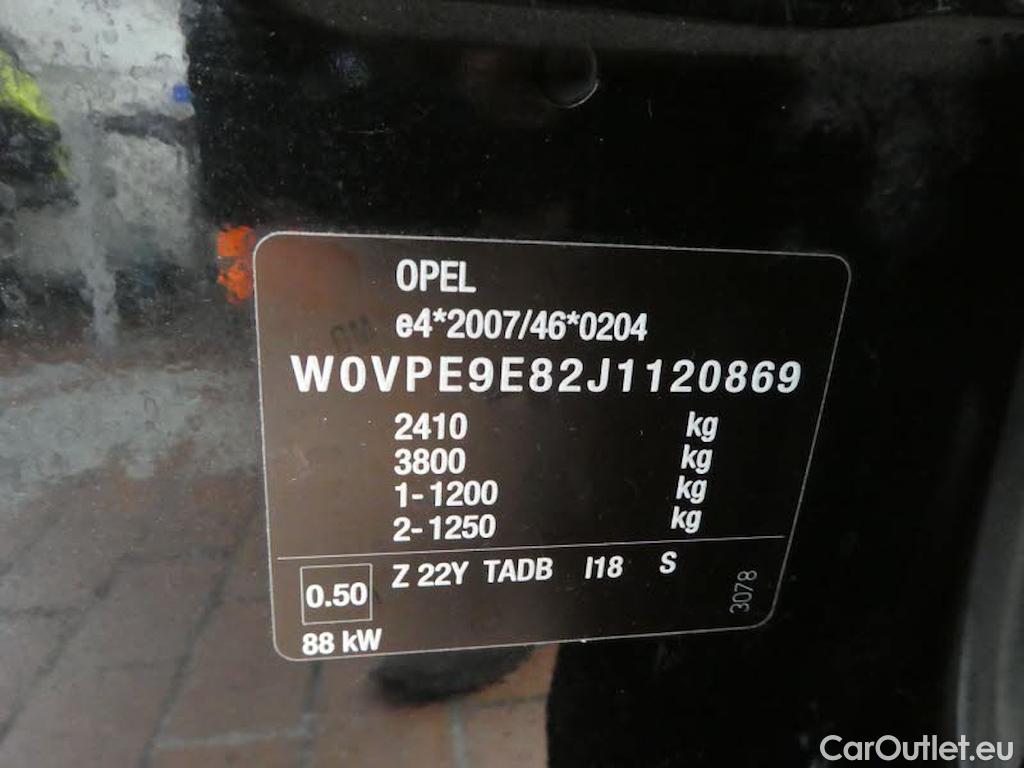 OPEL
e4*2007/46*0204
W0VPE9E82J1120869
2410 kg
3800 kg
1-1200 kg
2-1250 kg
0.50 Z 22Y TADB I18 S
88 kW
3078
CarOutlet.eu